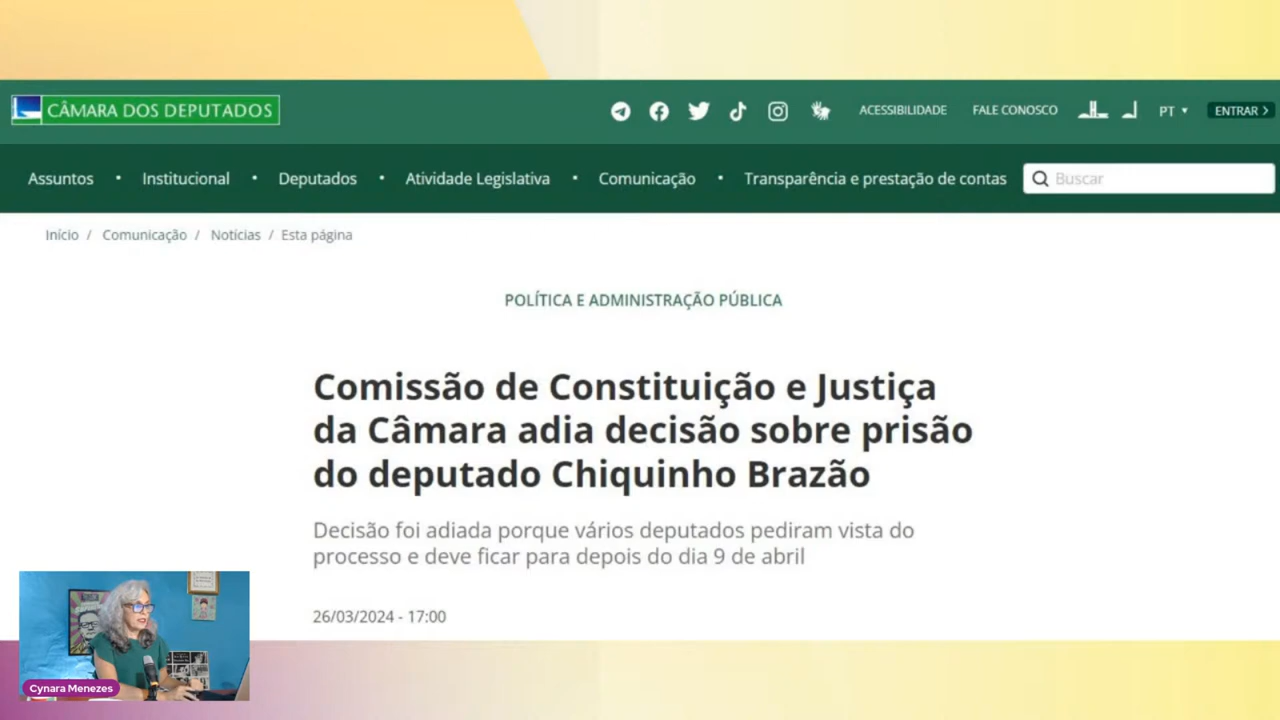 CÂMARA DOS DEPUTADOS
ACESSIBILIDADE
FALE CONOSCO
PT
ENTRAR
Assuntos • Institucional • Deputados • Atividade Legislativa • Comunicação • Transparência e prestação de contas
Buscar
Início / Comunicação / Notícias / Esta página
POLÍTICA E ADMINISTRAÇÃO PÚBLICA
Comissão de Constituição e Justiça
da Câmara adia decisão sobre prisão
do deputado Chiquinho Brazão
Decisão foi adiada porque vários deputados pediram vista do
processo e deve ficar para depois do dia 9 de abril
26/03/2024 - 17:00
Cynara Menezes